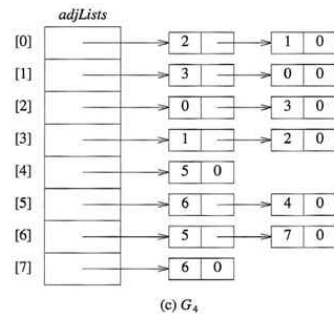 adjLists
[0] 2 1 0
[1] 3 0 0
[2] 0 3 0
[3] 1 2 0
[4] 5 0
[5] 6 4 0
[6] 5 7 0
[7] 6 0
(c) G₄